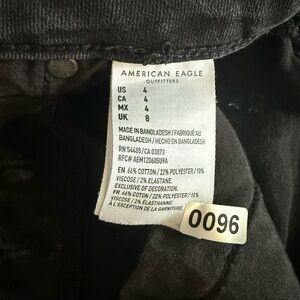 AMERICAN EAGLE
OUTFITTERS
US 4
CA 4
MX 4
UK 8
MADE IN BANGLADESH / FABRIQUÉ AU
BANGLADESH / HECHO EN BANGLADESH
RN 54485/CA 03873
RFC# AEM1206050HA
EN 66% COTTON / 22% POLYESTER / 10%
VISCOSE / 2% ELASTANE.
EXCLUSIVE OF DECORATION.
FR 66% COTON / 22% POLYESTER / 10%
VISCOSE / 2% ÉLASTHANNE
À L'EXCEPTION DE LA GARNITURE.
0096